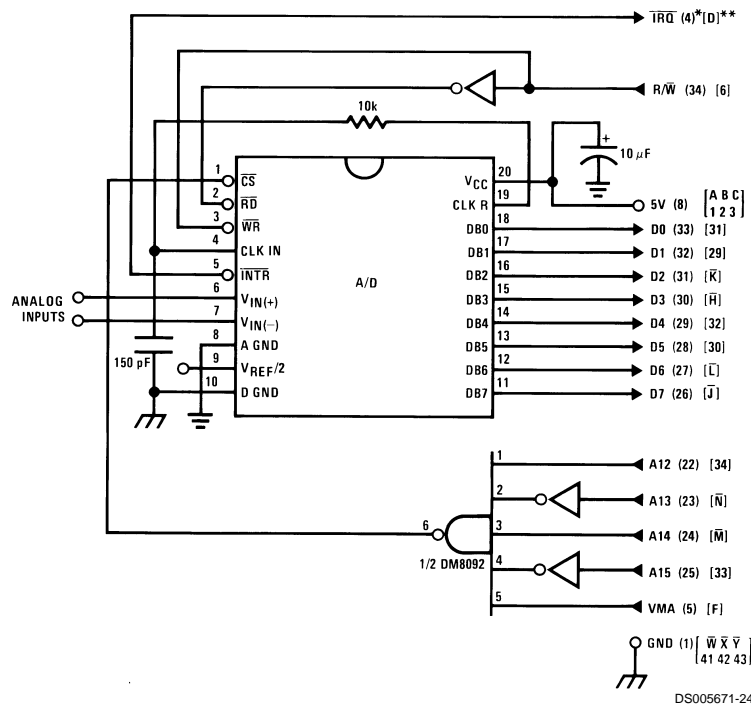 I̅R̅Q̅ (4)*[D]**
R/W̅ (34) [6]
10k
+
10 μF
1 C̅S̅
2 R̅D̅
3 W̅R̅
4 CLK IN
5 I̅N̅T̅R̅
6 VIN(+)
7 VIN(−)
8 A GND
9 VREF/2
10 D GND
A/D
VCC 20
CLK R 19
DB0 18
DB1 17
DB2 16
DB3 15
DB4 14
DB5 13
DB6 12
DB7 11
ANALOG
INPUTS
150 pF
5V (8) [A B C
1 2 3]
D0 (33) [31]
D1 (32) [29]
D2 (31) [K̅]
D3 (30) [H̅]
D4 (29) [32]
D5 (28) [30]
D6 (27) [L̅]
D7 (26) [J̅]
1 A12 (22) [34]
2 A13 (23) [N̅]
3 A14 (24) [M̅]
4 A15 (25) [33]
5 VMA (5) [F]
6
1/2 DM8092
GND (1) [W̅ X̅ Y̅
41 42 43]
DS005671-24